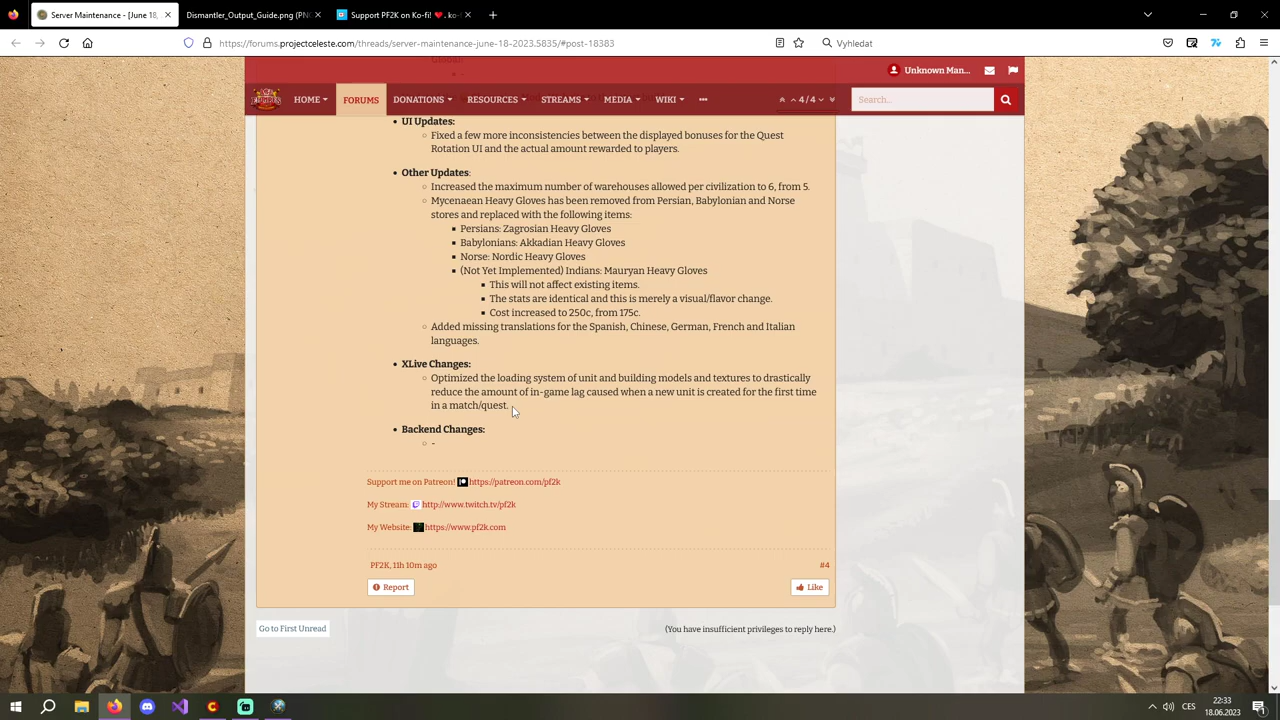 Server Maintenance - [June 18,
Dismantler_Output_Guide.png (PNG
Support PF2K on Ko-fi! ❤️. ko-f
https://forums.projectceleste.com/threads/server-maintenance-june-18-2023.5835/#post-18383
Vyhledat
Unknown Man...
HOME
FORUMS
DONATIONS
RESOURCES
STREAMS
MEDIA
WIKI
•••
4 / 4
Search...
• UI Updates:
Fixed a few more inconsistencies between the displayed bonuses for the Quest
Rotation UI and the actual amount rewarded to players.
• Other Updates:
Increased the maximum number of warehouses allowed per civilization to 6, from 5.
Mycenaean Heavy Gloves has been removed from Persian, Babylonian and Norse
stores and replaced with the following items:
Persians: Zagrosian Heavy Gloves
Babylonians: Akkadian Heavy Gloves
Norse: Nordic Heavy Gloves
(Not Yet Implemented) Indians: Mauryan Heavy Gloves
This will not affect existing items.
The stats are identical and this is merely a visual/flavor change.
Cost increased to 250c, from 175c.
Added missing translations for the Spanish, Chinese, German, French and Italian
languages.
• XLive Changes:
Optimized the loading system of unit and building models and textures to drastically
reduce the amount of in-game lag caused when a new unit is created for the first time
in a match/quest.
• Backend Changes:
-
Support me on Patreon! https://patreon.com/pf2k
My Stream: http://www.twitch.tv/pf2k
My Website: https://www.pf2k.com
PF2K, 11h 10m ago
#4
Report
Like
Go to First Unread
(You have insufficient privileges to reply here.)
CES
22:33
18.06.2023
1